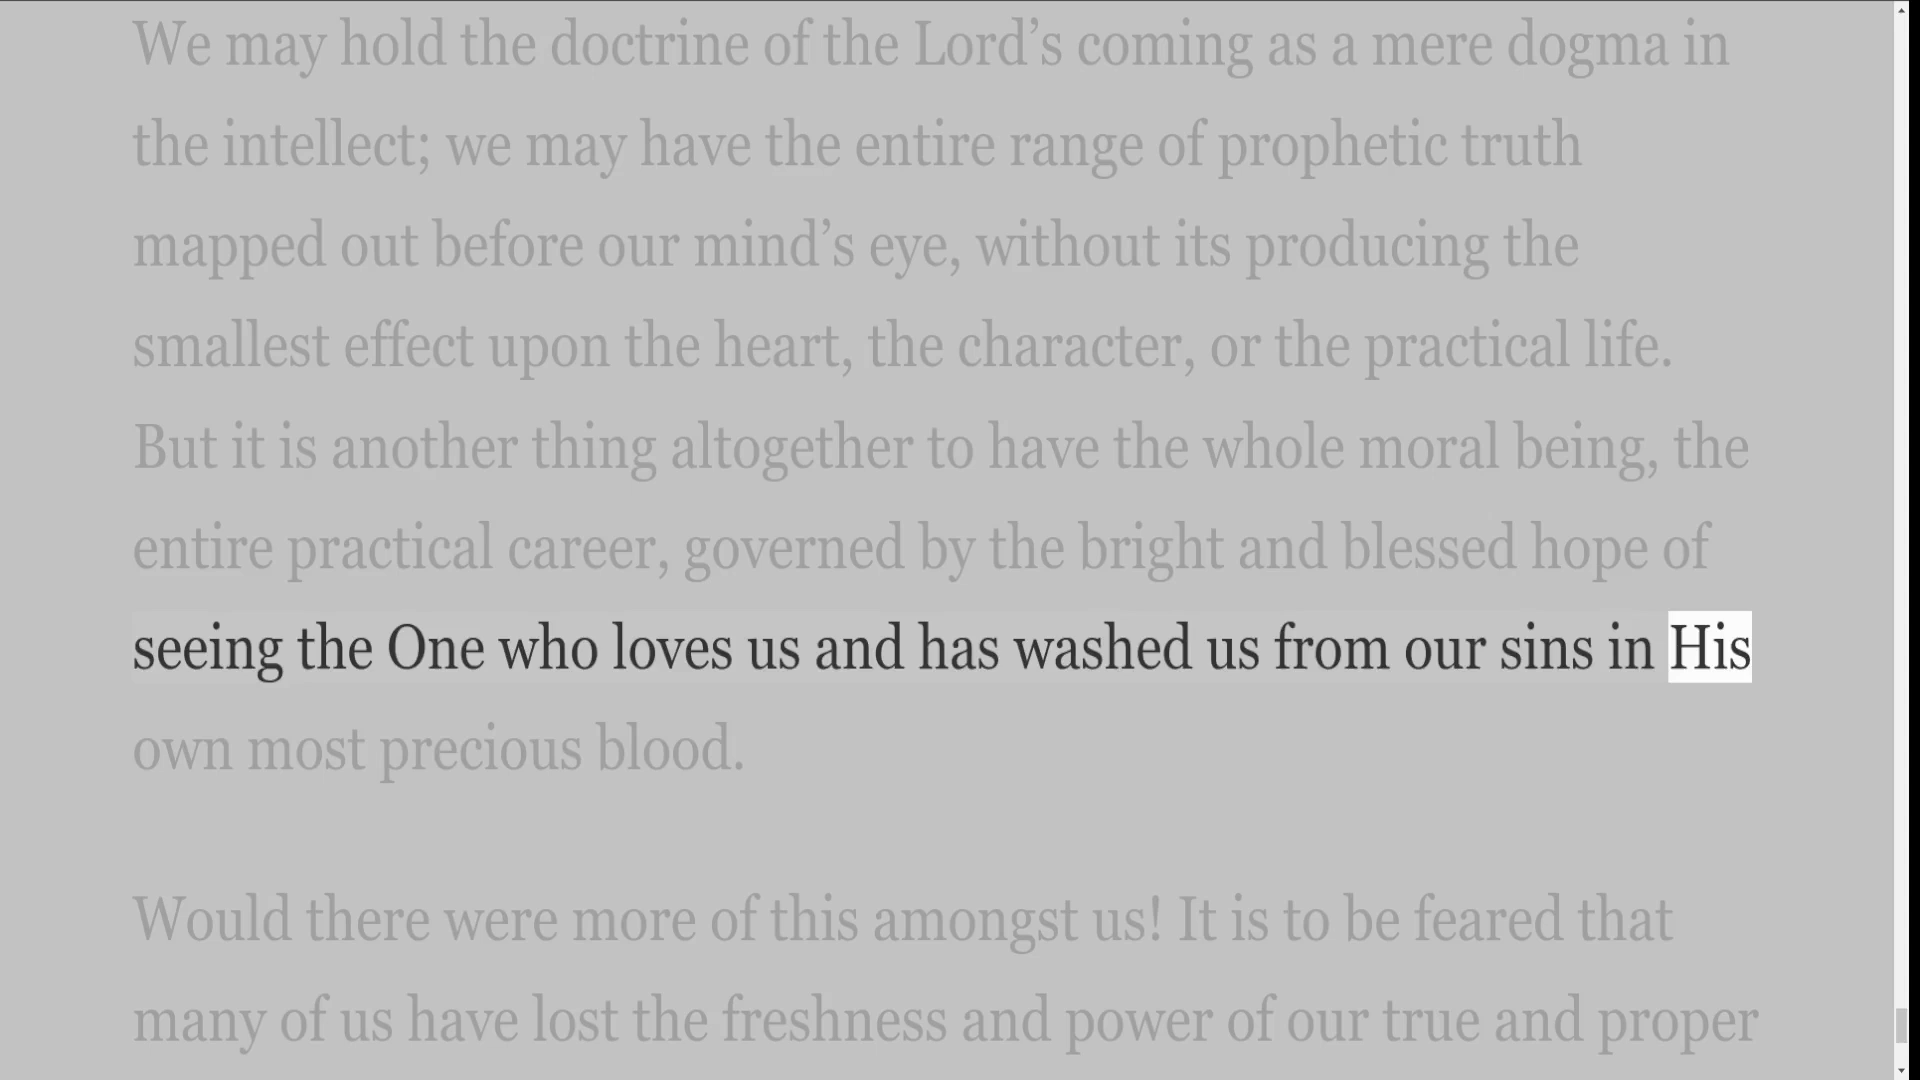 We may hold the doctrine of the Lord’s coming as a mere dogma in
the intellect; we may have the entire range of prophetic truth
mapped out before our mind’s eye, without its producing the
smallest effect upon the heart, the character, or the practical life.
But it is another thing altogether to have the whole moral being, the
entire practical career, governed by the bright and blessed hope of
seeing the One who loves us and has washed us from our sins in His
own most precious blood.
Would there were more of this amongst us! It is to be feared that
many of us have lost the freshness and power of our true and proper